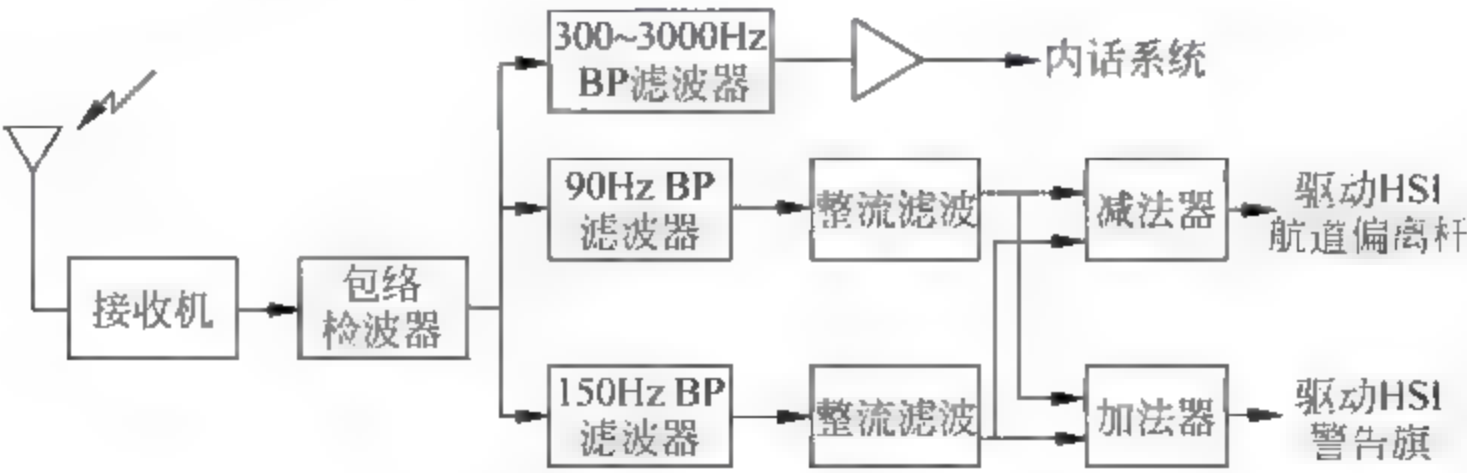 300~3000Hz
BP滤波器
内话系统
90Hz BP
滤波器
整流滤波
减法器
驱动HSI
航道偏离杆
接收机
包络
检波器
150Hz BP
滤波器
整流滤波
加法器
驱动HSI
警告旗